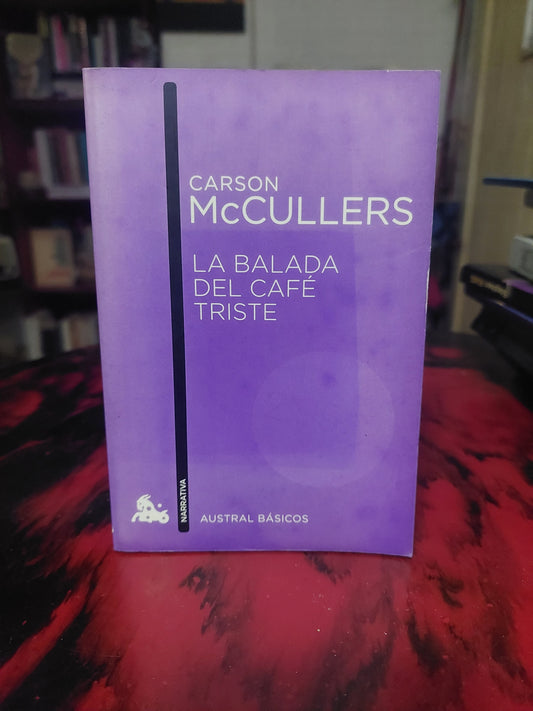 CARSON
McCULLERS
LA BALADA
DEL CAFÉ
TRISTE
NARRATIVA
AUSTRAL BÁSICOS